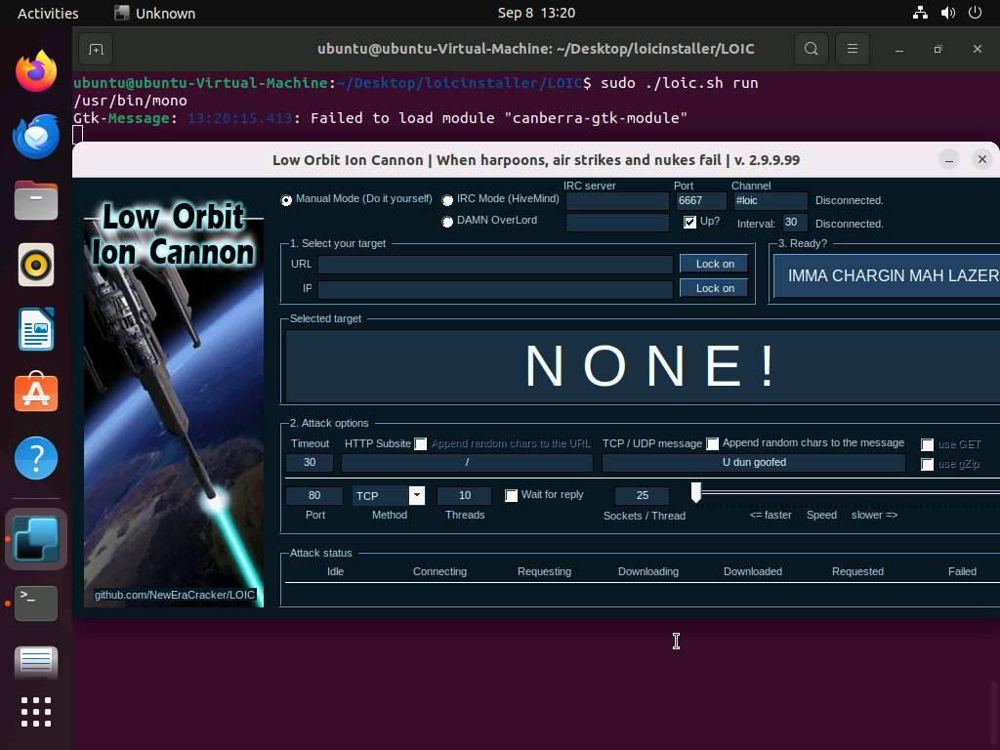 Activities Unknown Sep 8 13:20
ubuntu@ubuntu-Virtual-Machine: ~/Desktop/loicinstaller/LOIC
ubuntu@ubuntu-Virtual-Machine:~/Desktop/loicinstaller/LOIC$ sudo ./loic.sh run
/usr/bin/mono
Gtk-Message: 13:20:15.413: Failed to load module "canberra-gtk-module"
Low Orbit Ion Cannon | When harpoons, air strikes and nukes fail | v. 2.9.9.99
Low Orbit
Ion Cannon
github.com/NewEraCracker/LOIC
IRC server Port Channel
Manual Mode (Do it yourself) IRC Mode (HiveMind) 6667 #loic Disconnected.
DAMN OverLord Up? Interval: 30 Disconnected.
1. Select your target
URL Lock on
IP Lock on
3. Ready?
IMMA CHARGIN MAH LAZER
Selected target
N O N E !
2. Attack options
Timeout HTTP Subsite Append random chars to the URL TCP / UDP message Append random chars to the message use GET
30 / U dun goofed use gZip
80 TCP 10 Wait for reply 25
Port Method Threads Sockets / Thread <= faster Speed slower =>
Attack status
Idle Connecting Requesting Downloading Downloaded Requested Failed